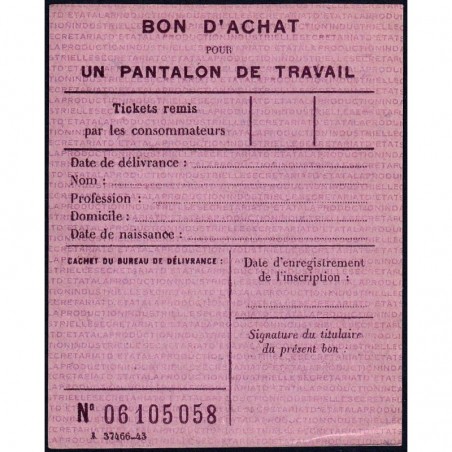 BON D'ACHAT
POUR
UN PANTALON DE TRAVAIL
Tickets remis
par les consommateurs
Date de délivrance :
Nom :
Profession :
Domicile :
Date de naissance :
CACHET DU BUREAU DE DÉLIVRANCE :
Date d'enregistrement
de l'inscription :
Signature du titulaire
du présent bon :
N° 06105058
37466-43